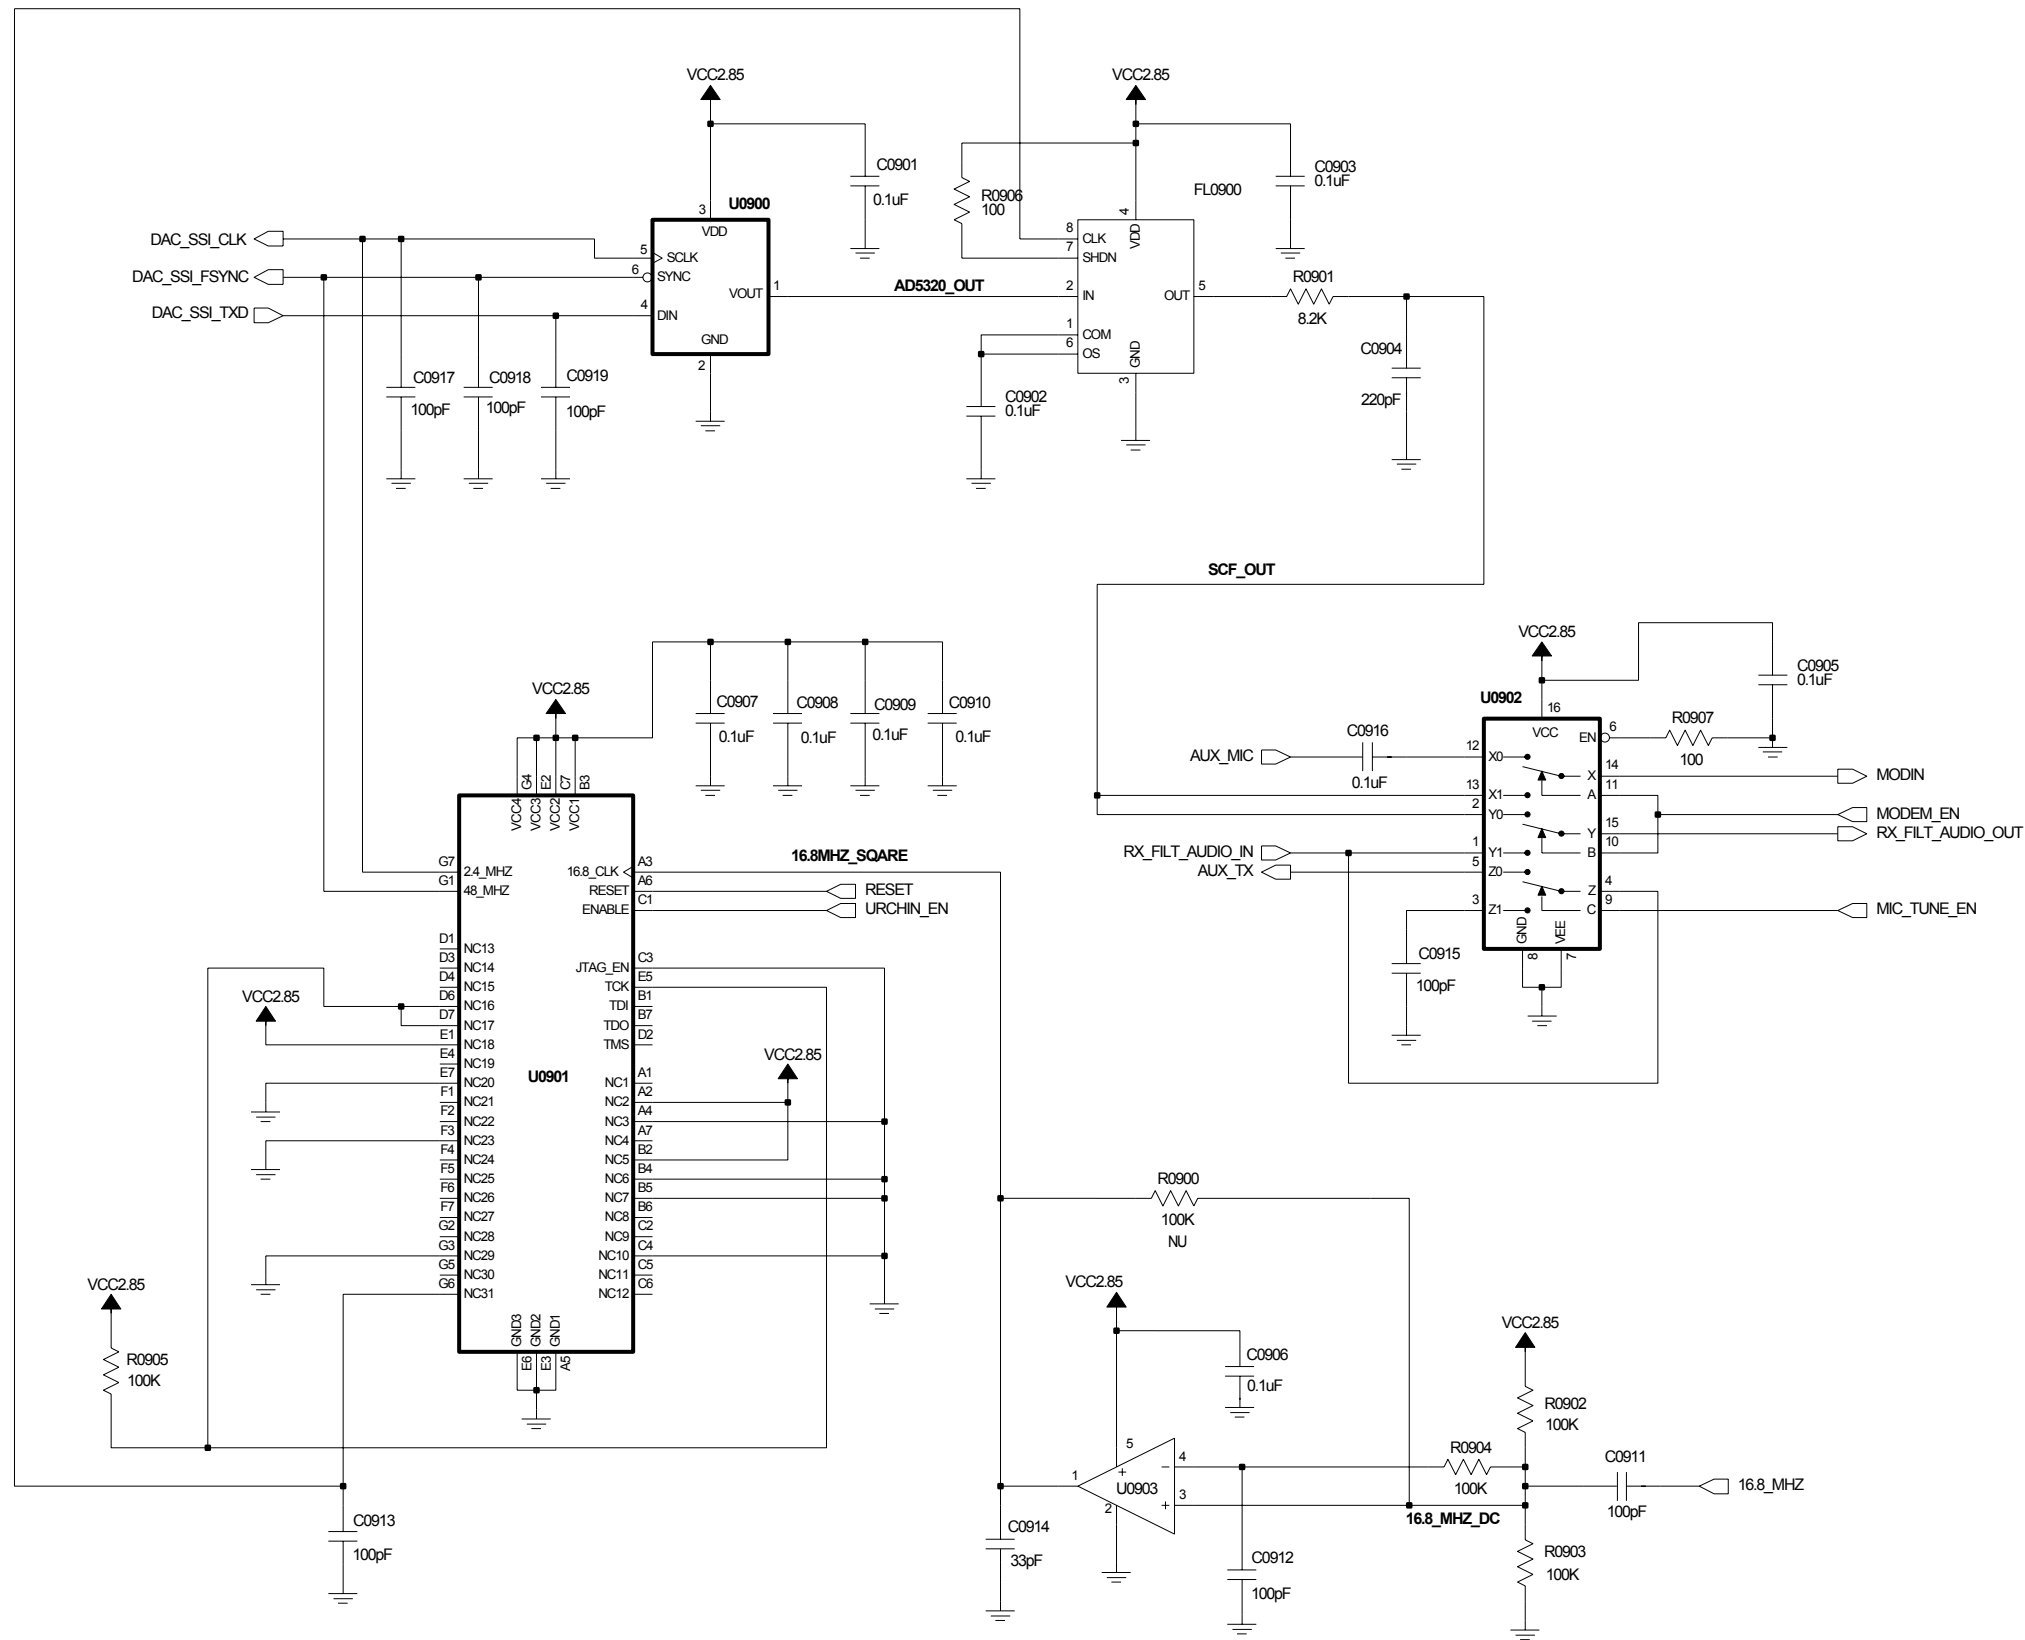 VCC2.85
VCC2.85
C0901
0.1uF
C0903
0.1uF
R0906
100
FL0900
U0900
3
VDD
4
VDD
DAC_SSI_CLK
5
SCLK
8
CLK
7
SHDN
DAC_SSI_FSYNC
6
SYNC
R0901
8.2K
VOUT
1
AD5320_OUT
2
IN
OUT
5
DAC_SSI_TXD
4
DIN
1
COM
6
OS
GND
2
GND
3
C0904
220pF
C0917
100pF
C0918
100pF
C0919
100pF
C0902
0.1uF
SCF_OUT
VCC2.85
C0905
0.1uF
VCC2.85
C0907
0.1uF
C0908
0.1uF
C0909
0.1uF
C0910
0.1uF
U0902
16
VCC
6
EN
R0907
100
AUX_MIC
C0916
0.1uF
12
X0
14
X
MODIN
13
X1
11
A
2
Y0
MODEM_EN
15
Y
RX_FILT_AUDIO_OUT
RX_FILT_AUDIO_IN
1
Y1
10
B
AUX_TX
5
Z0
4
Z
3
Z1
9
C
MIC_TUNE_EN
GND
8
VEE
7
C0915
100pF
G4
E2
C7
B3
VCC4
VCC3
VCC2
VCC1
G7
2.4_MHZ
G1
48_MHZ
16.8_CLK
A3
16.8MHZ_SQARE
RESET
A6
RESET
ENABLE
C1
URCHIN_EN
D1
NC13
D3
NC14
D4
NC15
D6
NC16
D7
NC17
E1
NC18
E4
NC19
E7
NC20
F1
NC21
F2
NC22
F3
NC23
F4
NC24
F5
NC25
F6
NC26
F7
NC27
G2
NC28
G3
NC29
G5
NC30
G6
NC31
VCC2.85
U0901
JTAG_EN
C3
TCK
E5
TDI
B1
TDO
B7
TMS
D2
VCC2.85
NC1
A1
NC2
A2
NC3
A4
NC4
A7
NC5
B2
NC6
B4
NC7
B5
NC8
B6
NC9
C2
NC10
C4
NC11
C5
NC12
C6
GND3
GND2
GND1
E6
E3
A5
VCC2.85
R0905
100K
R0900
100K
NU
VCC2.85
C0906
0.1uF
VCC2.85
R0902
100K
5
+
U0903
1
4
−
3
+
2
R0904
100K
C0911
100pF
16.8_MHZ
16.8_MHZ_DC
C0913
100pF
C0914
33pF
C0912
100pF
R0903
100K